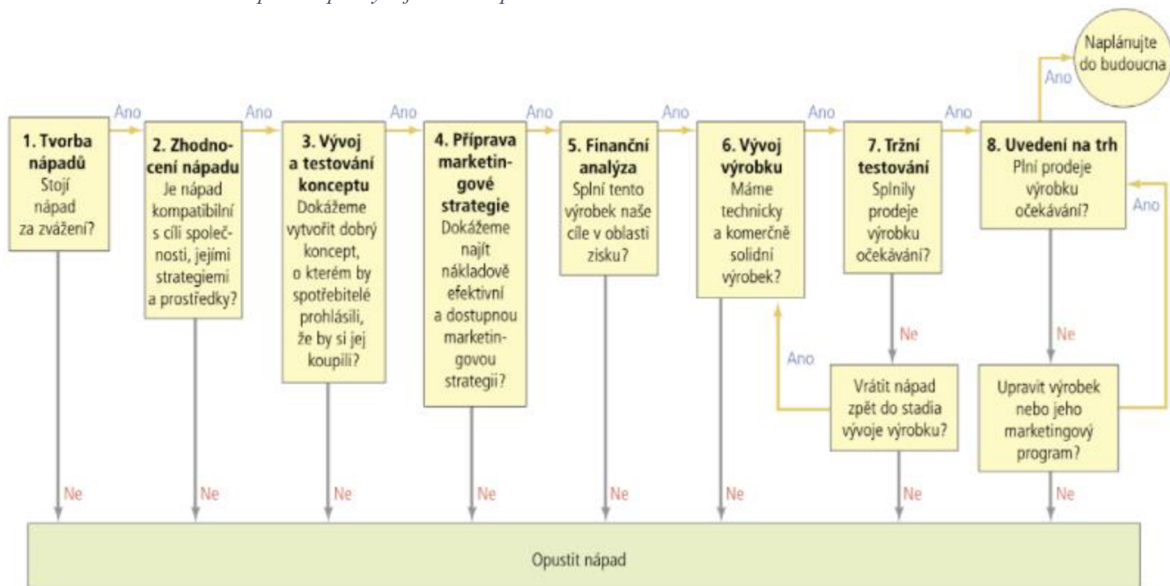 Naplánujte
do budoucna
Ano
Ano
Ano
Ano
Ano
Ano
Ano
Ano
1. Tvorba
nápadů
Stojí
nápad
za zvážení?
2. Zhodno-
cení nápadu
Je nápad
kompatibilní
s cíli společ-
nosti, jejími
strategiemi
a prostředky?
3. Vývoj
a testování
konceptu
Dokážeme
vytvořit dobrý
koncept,
o kterém by
spotřebitelé
prohlásili,
že by si jej
koupili?
4. Příprava
marketin-
gové
strategie
Dokážeme
najít
nákladově
efektivní
a dostupnou
marketin-
govou
strategii?
5. Finanční
analýza
Splní tento
výrobek naše
cíle v oblasti
zisku?
6. Vývoj
výrobku
Máme
technicky
a komerčně
solidní
výrobek?
7. Tržní
testování
Splnily
prodeje
výrobku
očekávání?
8. Uvedení na trh
Plní prodeje
výrobku
očekávání?
Ano
Ne
Ne
Ano
Vrátit nápad
zpět do stadia
vývoje výrobku?
Upravit výrobek
nebo jeho
marketingový
program?
Ne
Ne
Ne
Ne
Ne
Ne
Ne
Ne
Opustit nápad